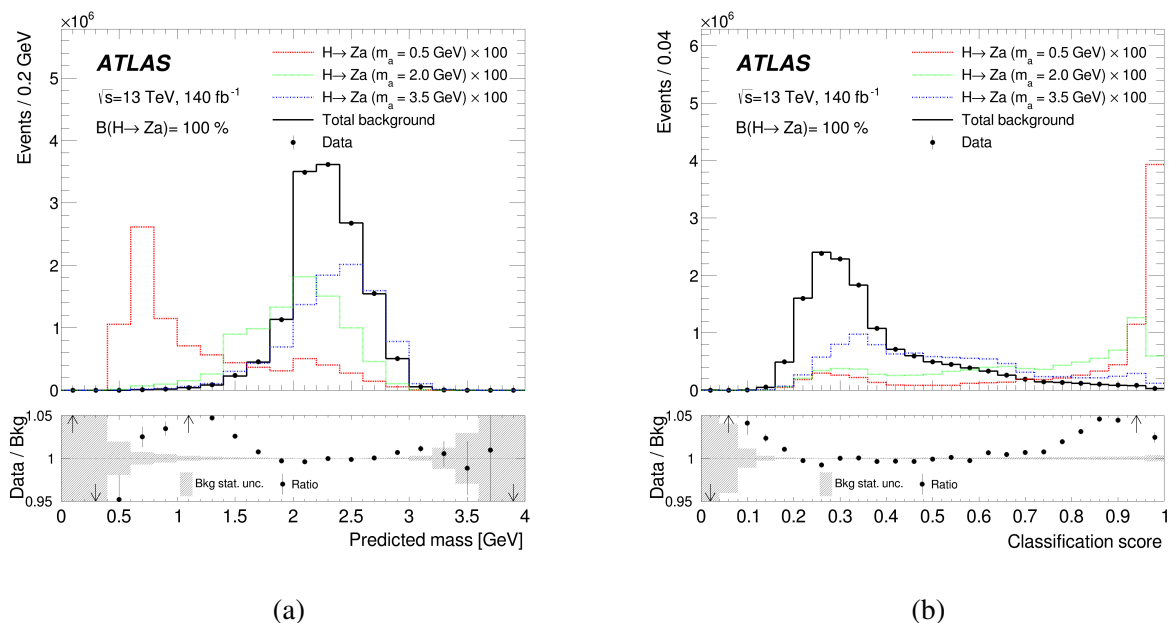 ×10⁶
Events / 0.2 GeV
ATLAS
√s=13 TeV, 140 fb⁻¹
B(H→ Za)= 100 %
H→ Za (mₐ = 0.5 GeV) × 100
H→ Za (mₐ = 2.0 GeV) × 100
H→ Za (mₐ = 3.5 GeV) × 100
Total background
Data
5
4
3
2
1
0
Data / Bkg
1.05
1
0.95
Bkg stat. unc.
Ratio
0 0.5 1 1.5 2 2.5 3 3.5 4
Predicted mass [GeV]
(a)
×10⁶
Events / 0.04
ATLAS
√s=13 TeV, 140 fb⁻¹
B(H→ Za)= 100 %
H→ Za (mₐ = 0.5 GeV) × 100
H→ Za (mₐ = 2.0 GeV) × 100
H→ Za (mₐ = 3.5 GeV) × 100
Total background
Data
6
5
4
3
2
1
0
Data / Bkg
1.05
1
0.95
Bkg stat. unc.
Ratio
0 0.1 0.2 0.3 0.4 0.5 0.6 0.7 0.8 0.9 1
Classification score
(b)